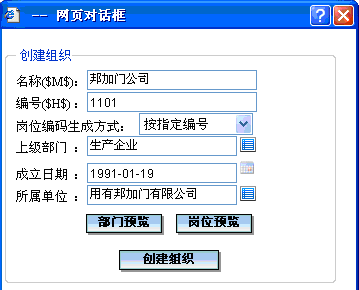 -- 网页对话框
创建组织
名称($M$)： 邦加门公司
编号($H$)： 1101
岗位编码生成方式： 按指定编号
上级部门 ： 生产企业
成立日期 ： 1991-01-19
所属单位 ： 用有邦加门有限公司
部门预览 岗位预览
创建组织